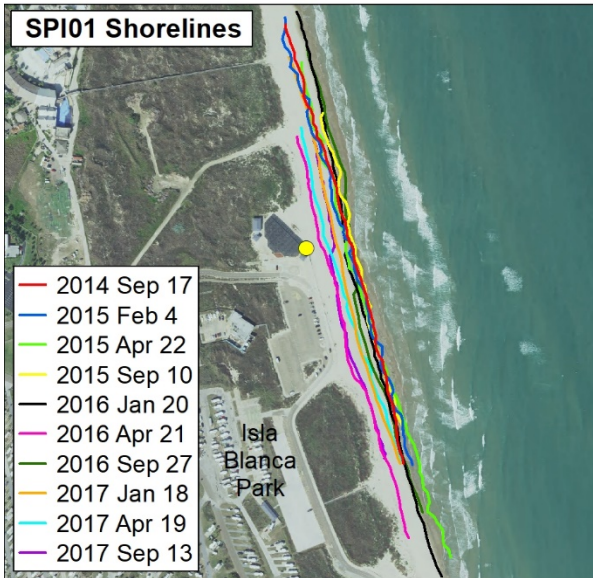 SPI01 Shorelines
2014 Sep 17
2015 Feb 4
2015 Apr 22
2015 Sep 10
2016 Jan 20
2016 Apr 21
2016 Sep 27
2017 Jan 18
2017 Apr 19
2017 Sep 13
Isla
Blanca
Park